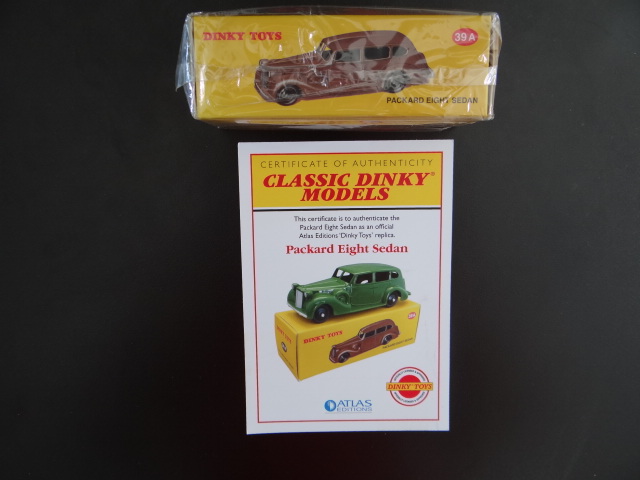 DINKY TOYS
39A
PACKARD EIGHT SEDAN
CERTIFICATE OF AUTHENTICITY
CLASSIC DINKY®
MODELS
This certificate is to authenticate the
Packard Eight Sedan as an official
Atlas Editions 'Dinky Toys' replica.
Packard Eight Sedan
DINKY TOYS
DINKY TOYS
ATLAS
EDITIONS